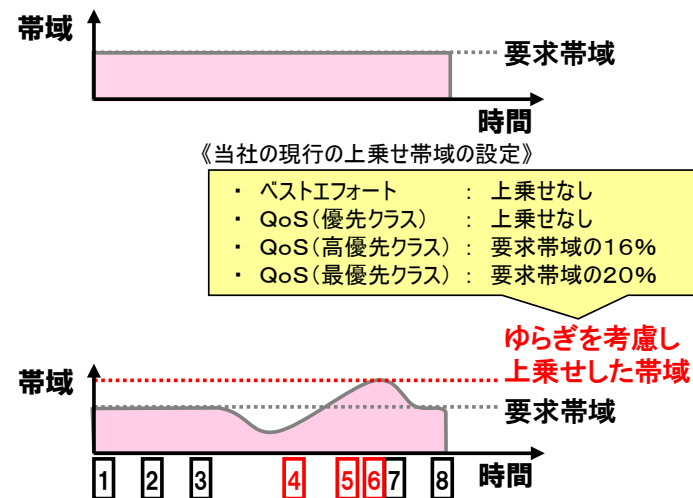 帯域
要求帯域
時間
《当社の現行の上乗せ帯域の設定》
・ ベストエフォート ： 上乗せなし
・ QoS（優先クラス） ： 上乗せなし
・ QoS（高優先クラス）： 要求帯域の16％
・ QoS（最優先クラス）： 要求帯域の20％
ゆらぎを考慮し
上乗せした帯域
帯域
要求帯域
1 2 3 4 5 6 7 8 時間